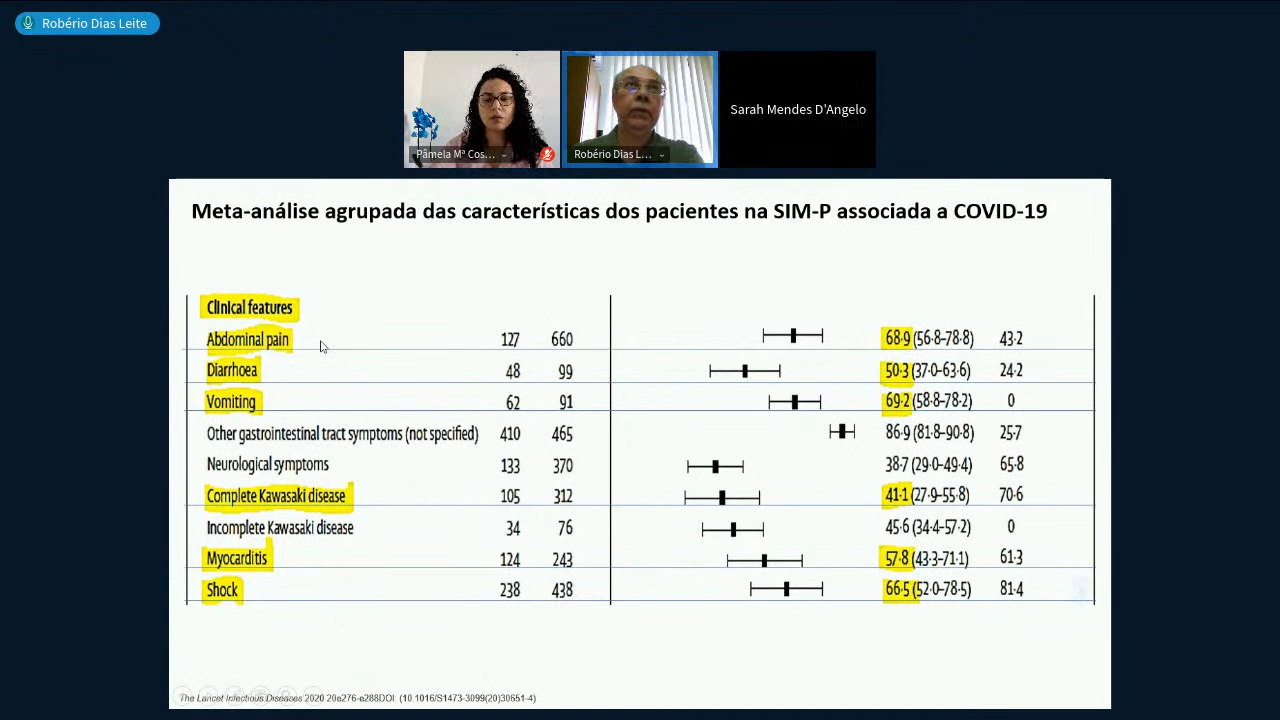 Robério Dias Leite
Pâmela Mª Cos...
Robério Dias L...
Sarah Mendes D'Angelo
Meta-análise agrupada das características dos pacientes na SIM-P associada a COVID-19
Clinical features
Abdominal pain 127 660 68·9 (56·8–78·8) 43·2
Diarrhoea 48 99 50·3 (37·0–63·6) 24·2
Vomiting 62 91 69·2 (58·8–78·2) 0
Other gastrointestinal tract symptoms (not specified) 410 465 86·9 (81·8–90·8) 25·7
Neurological symptoms 133 370 38·7 (29·0–49·4) 65·8
Complete Kawasaki disease 105 312 41·1 (27·9–55·8) 70·6
Incomplete Kawasaki disease 34 76 45·6 (34·4–57·2) 0
Myocarditis 124 243 57·8 (43·3–71·1) 61·3
Shock 238 438 66·5 (52·0–78·5) 81·4
The Lancet Infectious Diseases 2020 20e276-e288DOI: (10.1016/S1473-3099(20)30651-4)